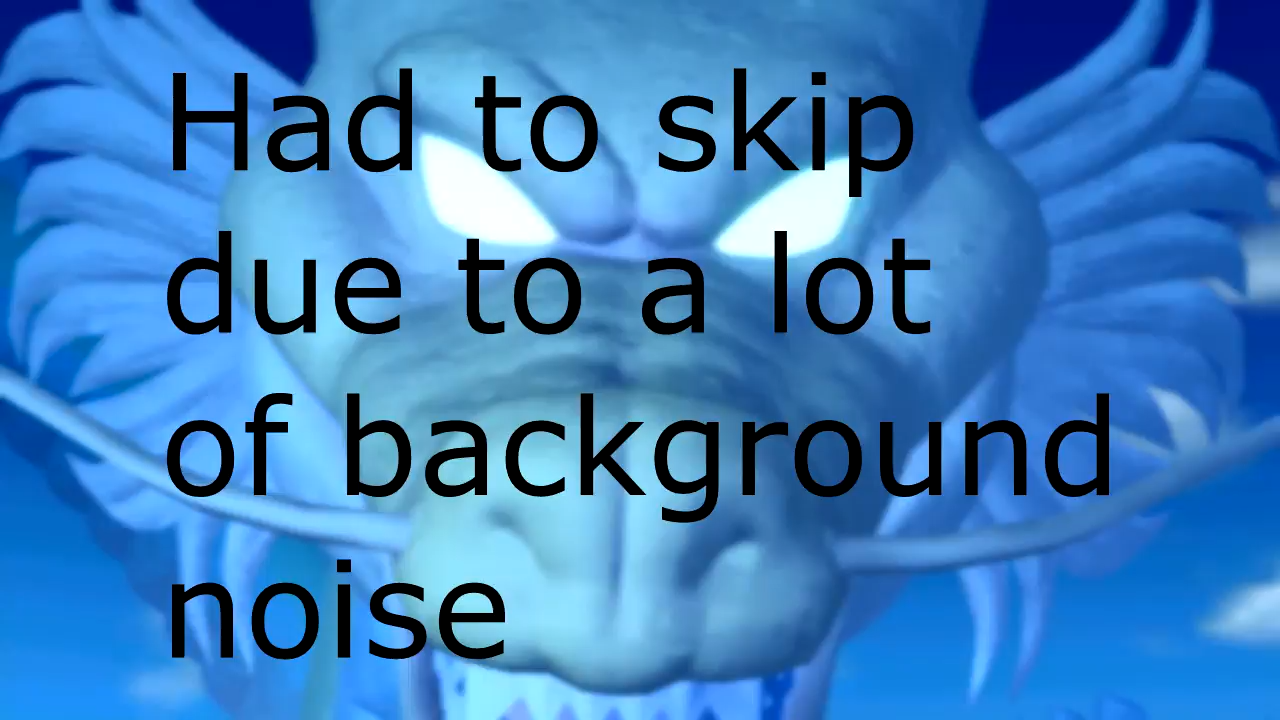 Had to skip
due to a lot
of background
noise